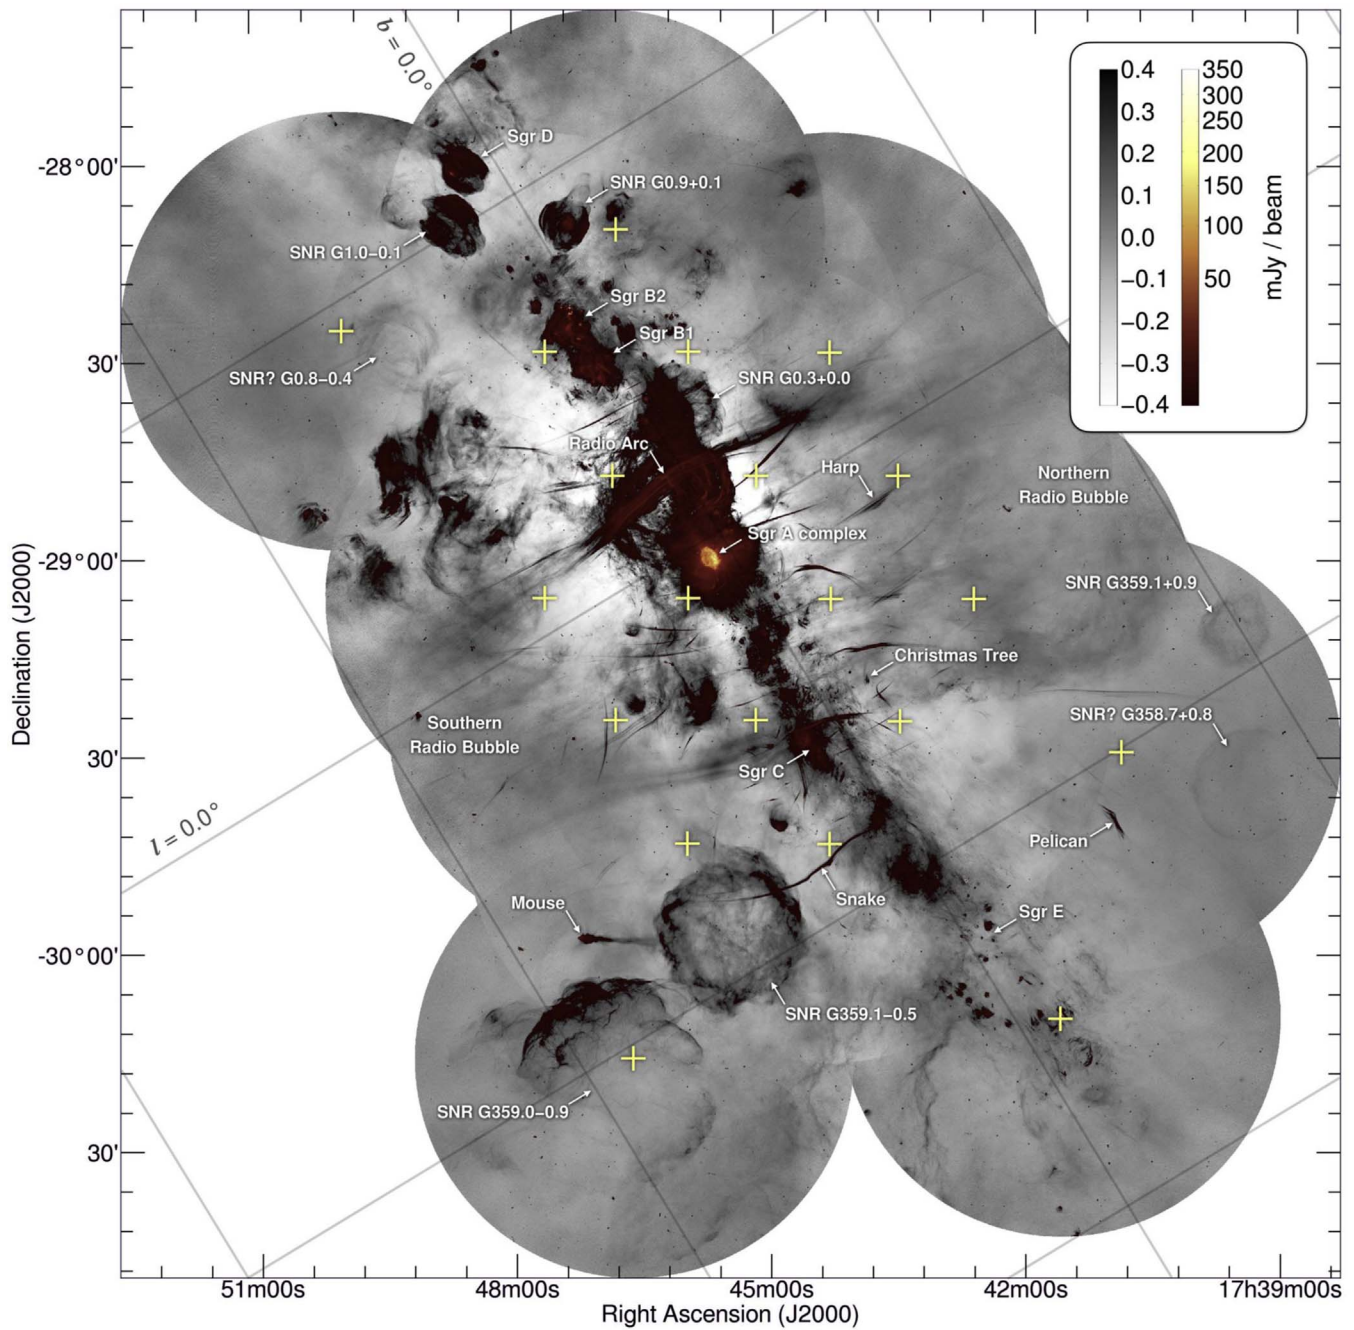 b = 0.0°
0.4
0.3
0.2
0.1
0.0
−0.1
−0.2
−0.3
−0.4
350
300
250
200
150
100
50
mJy / beam
Sgr D
SNR G0.9+0.1
SNR G1.0−0.1
Sgr B2
Sgr B1
SNR? G0.8−0.4
SNR G0.3+0.0
Radio Arc
Harp
Northern
Radio Bubble
Sgr A complex
SNR G359.1+0.9
Christmas Tree
SNR? G358.7+0.8
Southern
Radio Bubble
Sgr C
Pelican
l = 0.0°
Snake
Mouse
Sgr E
SNR G359.1−0.5
SNR G359.0−0.9
-28°00'
30'
-29°00'
30'
-30°00'
30'
Declination (J2000)
51m00s
48m00s
45m00s
42m00s
17h39m00s
Right Ascension (J2000)